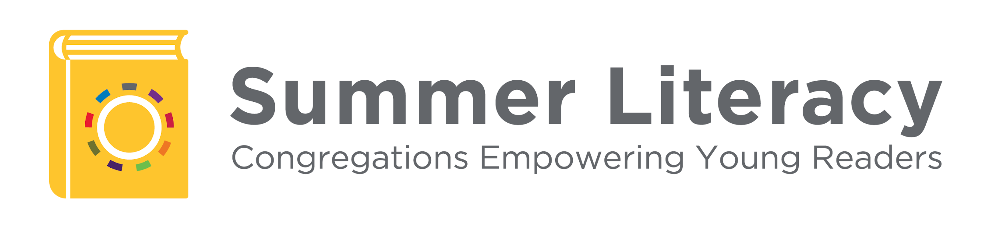 Summer Literacy
Congregations Empowering Young Readers